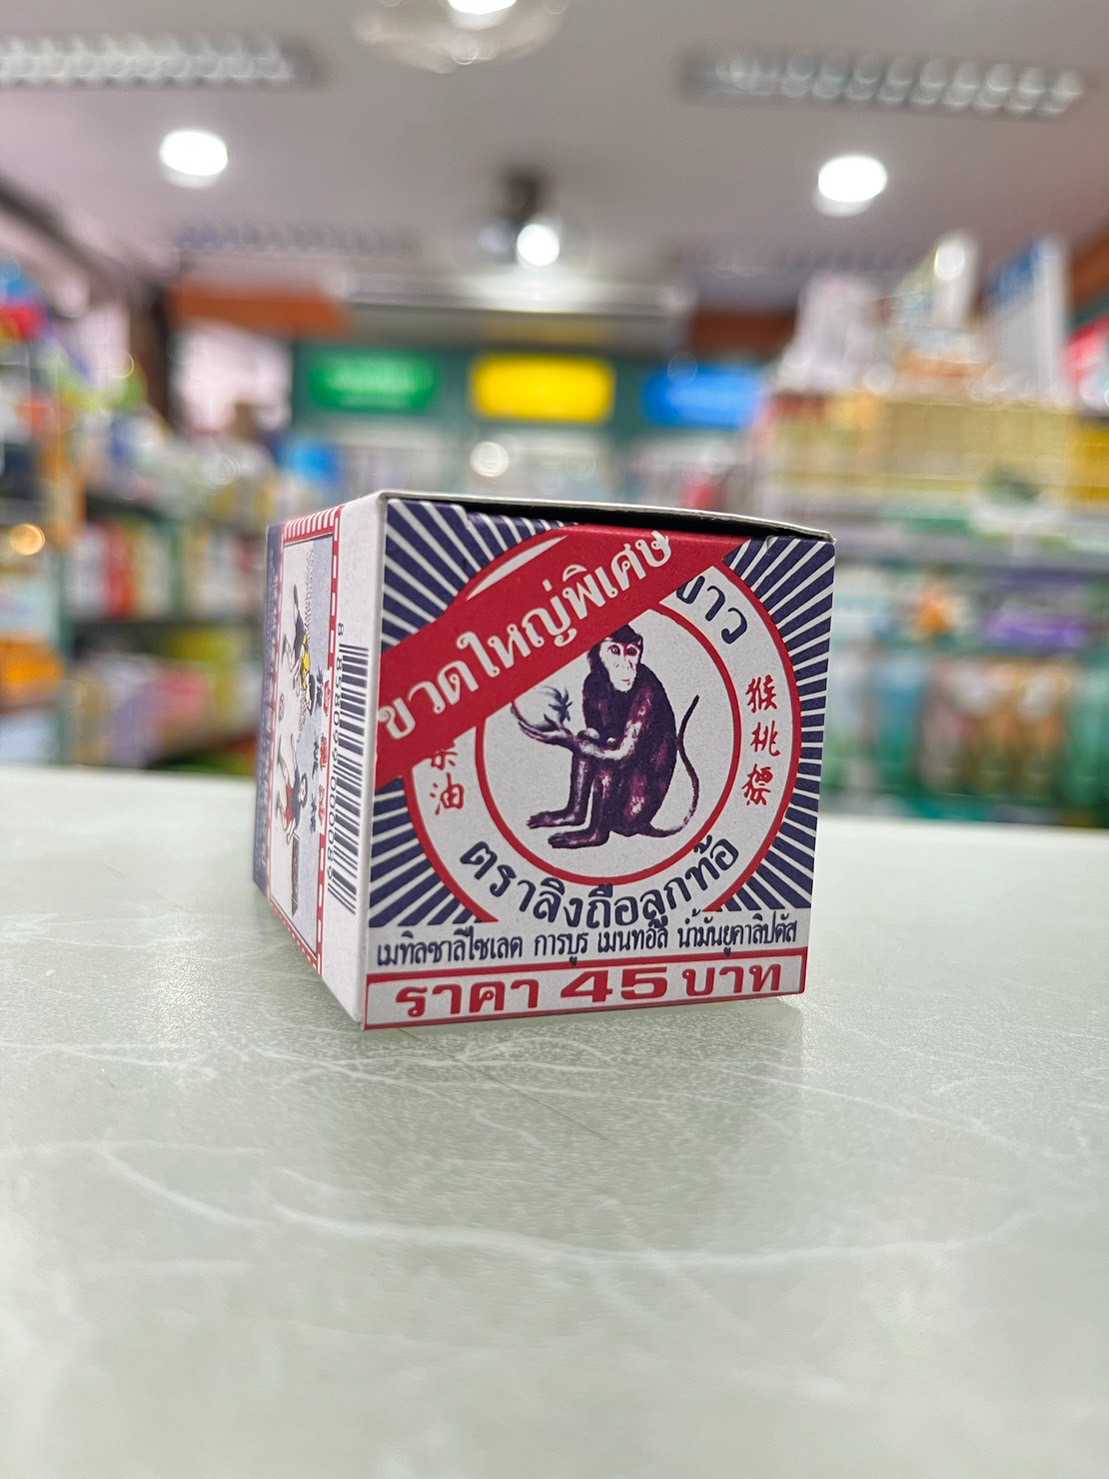 ขวดใหญ่พิเศษ
ขาว
油
猴桃標
ตราลิงถือลูกท้อ
เมทิลซาลิไซเลต การบูร เมนทอล น้ำมันยูคาลิปตัส
ราคา 45 บาท